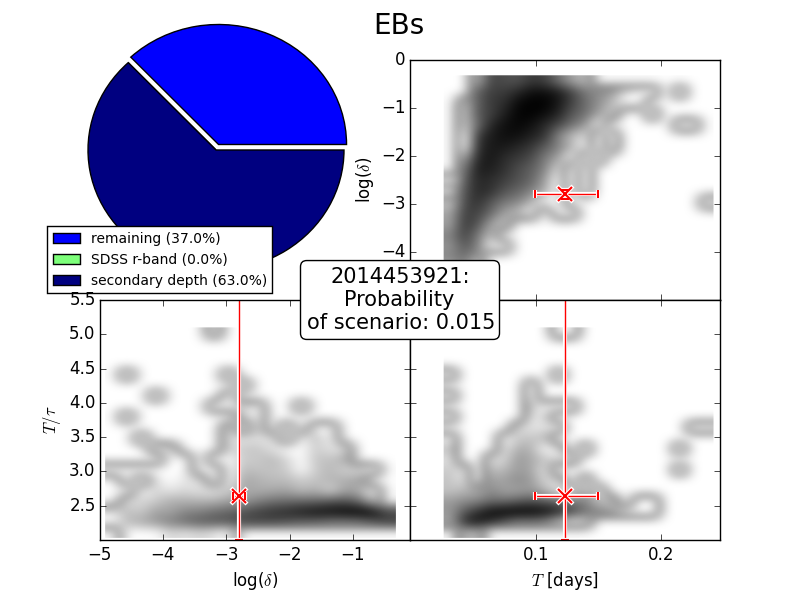 EBs
remaining (37.0%)
SDSS r-band (0.0%)
secondary depth (63.0%)
0
−1
−2
−3
−4
log(δ)
2014453921:
Probability
of scenario: 0.015
5.5
5.0
4.5
4.0
3.5
3.0
2.5
T/τ
−5 −4 −3 −2 −1
log(δ)
0.1 0.2
T [days]